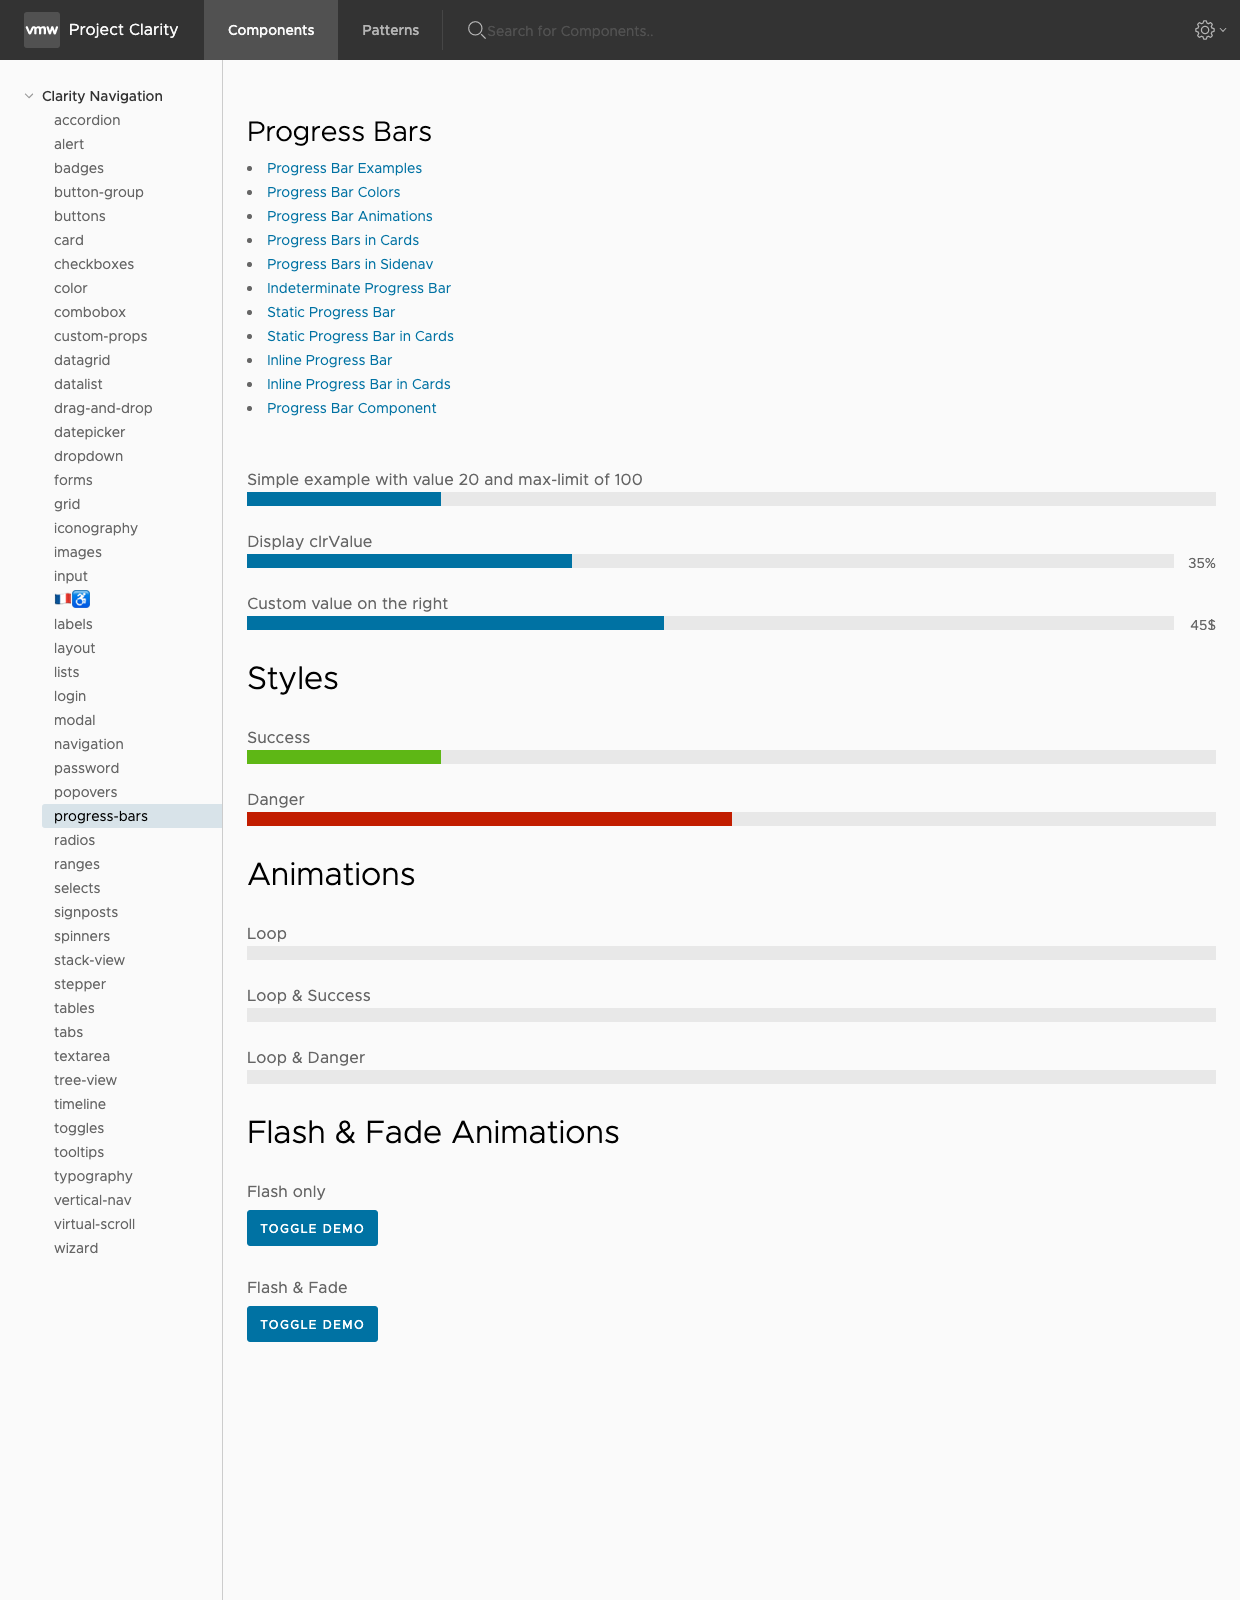 vmw Project Clarity Components Patterns Search for Components..
Clarity Navigation
accordion
alert
badges
button-group
buttons
card
checkboxes
color
combobox
custom-props
datagrid
datalist
drag-and-drop
datepicker
dropdown
forms
grid
iconography
images
input
🇫🇷♿
labels
layout
lists
login
modal
navigation
password
popovers
progress-bars
radios
ranges
selects
signposts
spinners
stack-view
stepper
tables
tabs
textarea
tree-view
timeline
toggles
tooltips
typography
vertical-nav
virtual-scroll
wizard
Progress Bars
Progress Bar Examples
Progress Bar Colors
Progress Bar Animations
Progress Bars in Cards
Progress Bars in Sidenav
Indeterminate Progress Bar
Static Progress Bar
Static Progress Bar in Cards
Inline Progress Bar
Inline Progress Bar in Cards
Progress Bar Component
Simple example with value 20 and max-limit of 100
Display clrValue
35%
Custom value on the right
45$
Styles
Success
Danger
Animations
Loop
Loop & Success
Loop & Danger
Flash & Fade Animations
Flash only
TOGGLE DEMO
Flash & Fade
TOGGLE DEMO